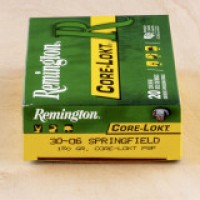 Remington
CORE-LOKT
20
Remington
CORE-LOKT
30-06 SPRINGFIELD
150 GR. CORE-LOKT PSP